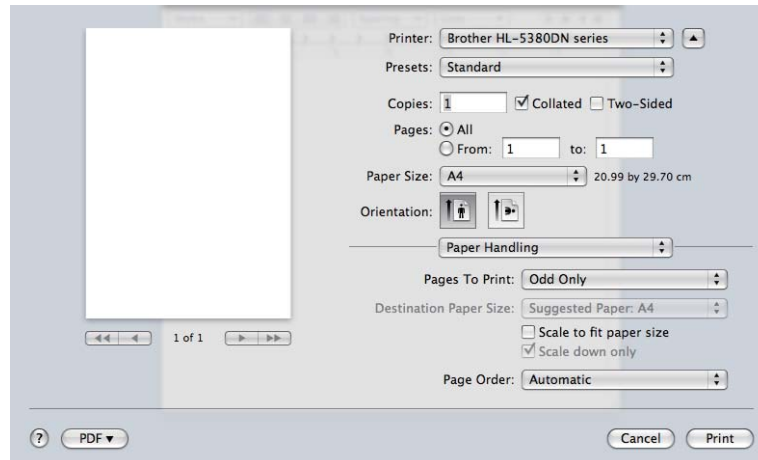 Printer: Brother HL-5380DN series
Presets: Standard
Copies: 1 Collated Two-Sided
Pages: All
From: 1 to: 1
Paper Size: A4 20.99 by 29.70 cm
Orientation:
Paper Handling
Pages To Print: Odd Only
Destination Paper Size: Suggested Paper: A4
Scale to fit paper size
1 of 1
Scale down only
Page Order: Automatic
? PDF▼ Cancel Print